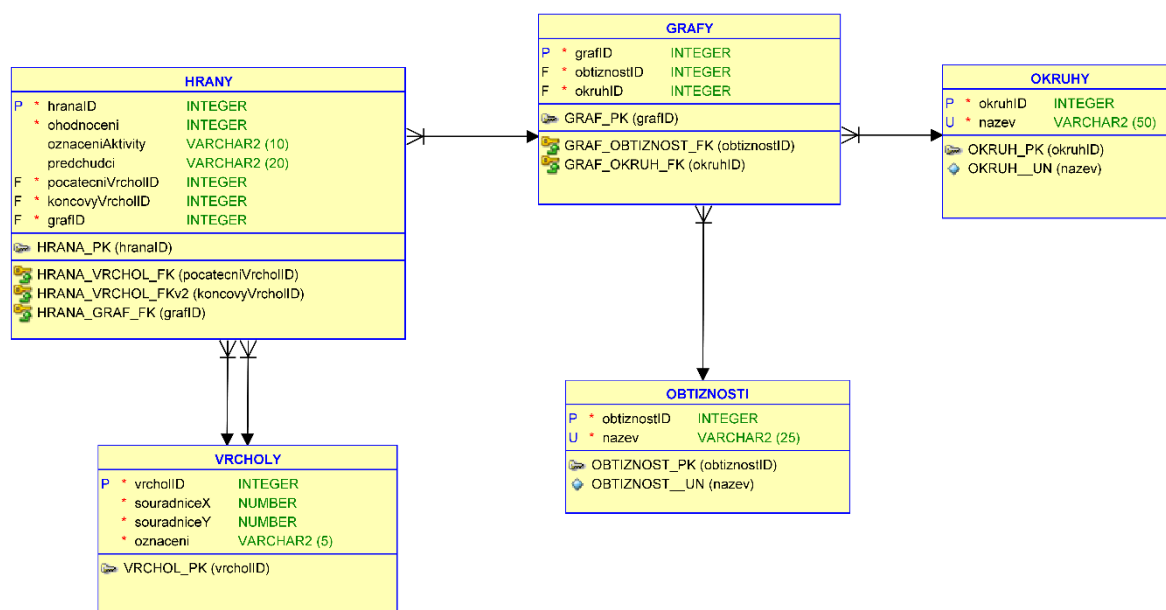 HRANY
P * hranaID INTEGER
* ohodnoceni INTEGER
oznaceniAktivity VARCHAR2 (10)
predchudci VARCHAR2 (20)
F * pocatecniVrcholID INTEGER
F * koncovyVrcholID INTEGER
F * grafID INTEGER
HRANA_PK (hranaID)
HRANA_VRCHOL_FK (pocatecniVrcholID)
HRANA_VRCHOL_FKv2 (koncovyVrcholID)
HRANA_GRAF_FK (grafID)
GRAFY
P * grafID INTEGER
F * obtiznostID INTEGER
F * okruhID INTEGER
GRAF_PK (grafID)
GRAF_OBTIZNOST_FK (obtiznostID)
GRAF_OKRUH_FK (okruhID)
OKRUHY
P * okruhID INTEGER
U * nazev VARCHAR2 (50)
OKRUH_PK (okruhID)
OKRUH__UN (nazev)
OBTIZNOSTI
P * obtiznostID INTEGER
U * nazev VARCHAR2 (25)
OBTIZNOST_PK (obtiznostID)
OBTIZNOST__UN (nazev)
VRCHOLY
P * vrcholID INTEGER
* souradniceX NUMBER
* souradniceY NUMBER
* oznaceni VARCHAR2 (5)
VRCHOL_PK (vrcholID)